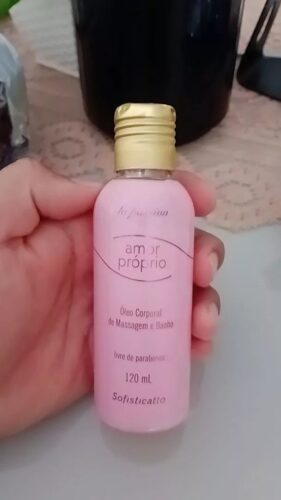 amor
próprio
Óleo Corporal
de Massagem e Banho
livre de parabenos
120 mL
Sofisticatto